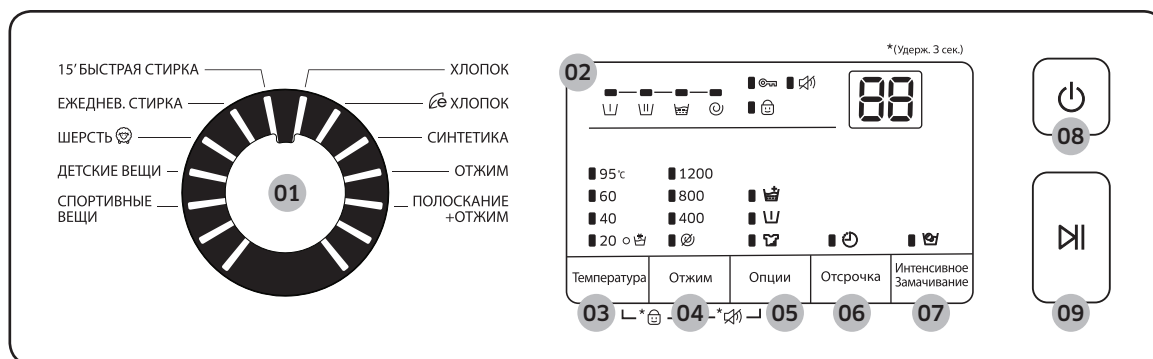 *(Удерж. 3 сек.)
15' БЫСТРАЯ СТИРКА
ЕЖЕДНЕВ. СТИРКА
ШЕРСТЬ
ДЕТСКИЕ ВЕЩИ
СПОРТИВНЫЕ
ВЕЩИ
01
ХЛОПОК
e ХЛОПОК
СИНТЕТИКА
ОТЖИМ
ПОЛОСКАНИЕ
+ОТЖИМ
02
88
95℃ 1200
60 800
40 400
20
Температура
Отжим
Опции
Отсрочка
Интенсивное
Замачивание
03 * 04 * 05 06 07
08
09